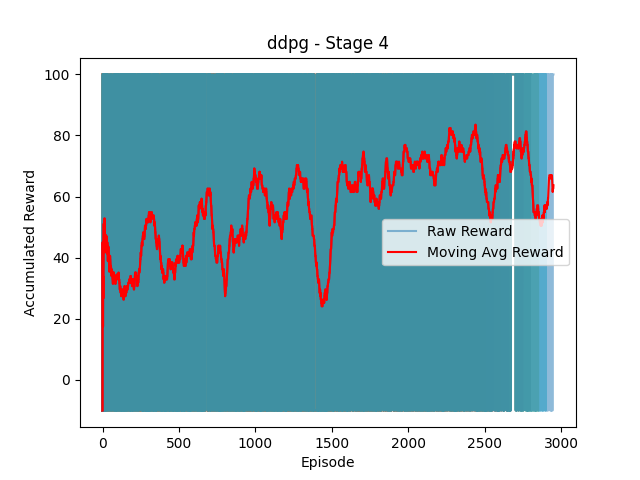 ddpg - Stage 4
100
80
60
40
20
0
Accumulated Reward
Raw Reward
Moving Avg Reward
0 500 1000 1500 2000 2500 3000
Episode